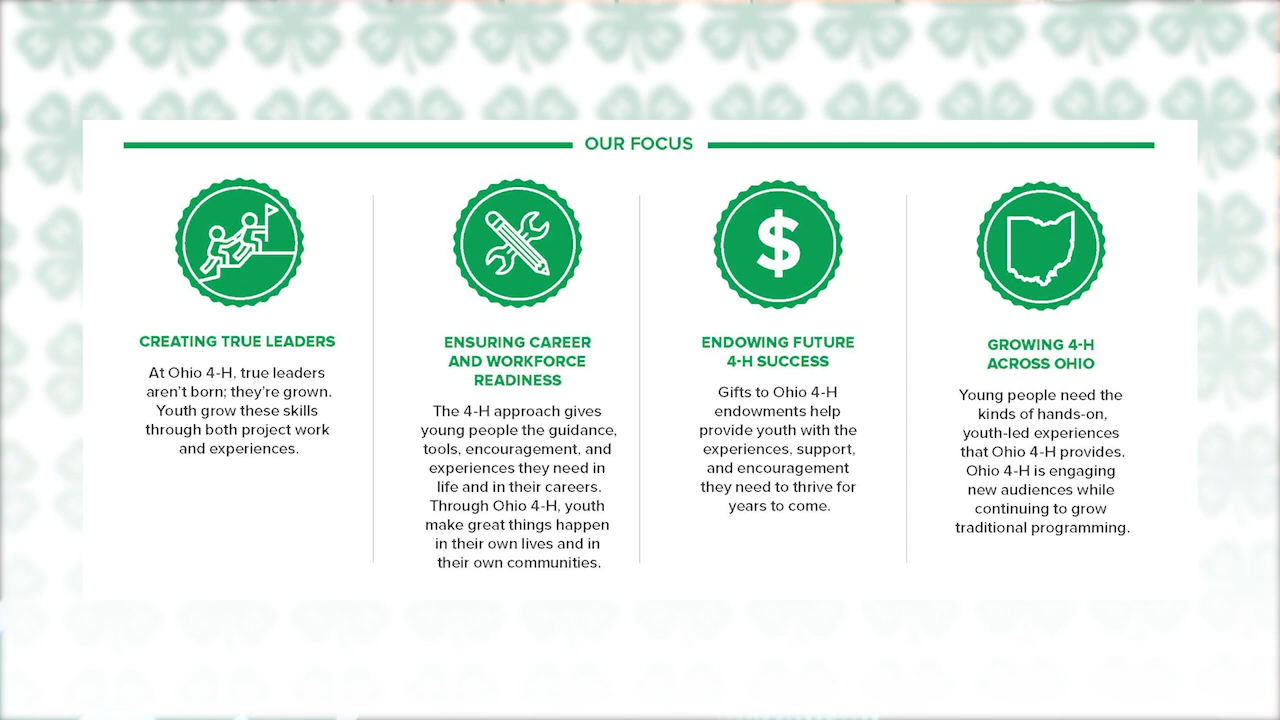 OUR FOCUS
CREATING TRUE LEADERS
At Ohio 4-H, true leaders
aren't born; they're grown.
Youth grow these skills
through both project work
and experiences.
ENSURING CAREER
AND WORKFORCE
READINESS
The 4-H approach gives
young people the guidance,
tools, encouragement, and
experiences they need in
life and in their careers.
Through Ohio 4-H, youth
make great things happen
in their own lives and in
their own communities.
$
ENDOWING FUTURE
4-H SUCCESS
Gifts to Ohio 4-H
endowments help
provide youth with the
experiences, support,
and encouragement
they need to thrive for
years to come.
GROWING 4-H
ACROSS OHIO
Young people need the
kinds of hands-on,
youth-led experiences
that Ohio 4-H provides.
Ohio 4-H is engaging
new audiences while
continuing to grow
traditional programming.